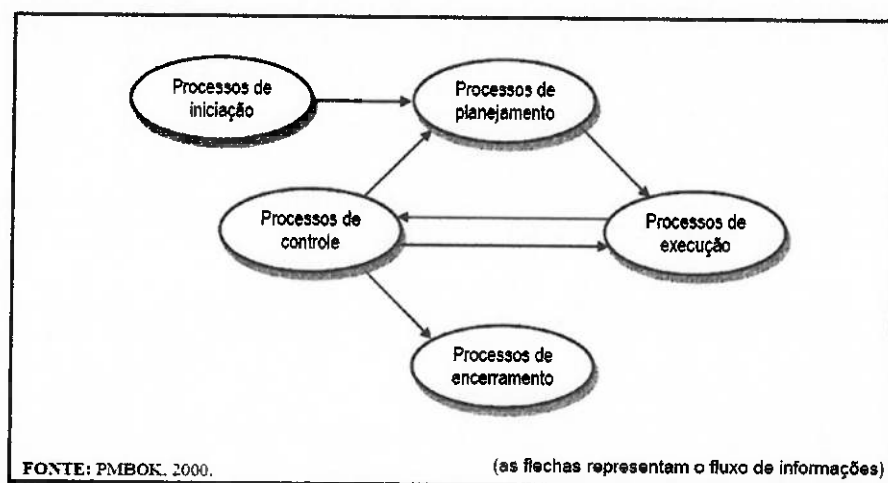 Processos de
iniciação
Processos de
planejamento
Processos de
controle
Processos de
execução
Processos de
encerramento
FONTE: PMBOK, 2000.
(as flechas representam o fluxo de informações)